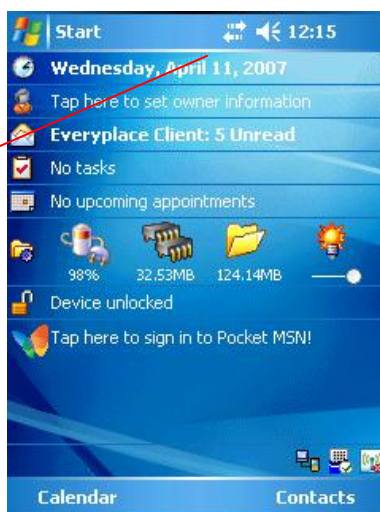 Start 12:15
Wednesday, April 11, 2007
Tap here to set owner information
Everyplace Client: 5 Unread
No tasks
No upcoming appointments
98% 32.53MB 124.14MB
Device unlocked
Tap here to sign in to Pocket MSN!
Calendar Contacts